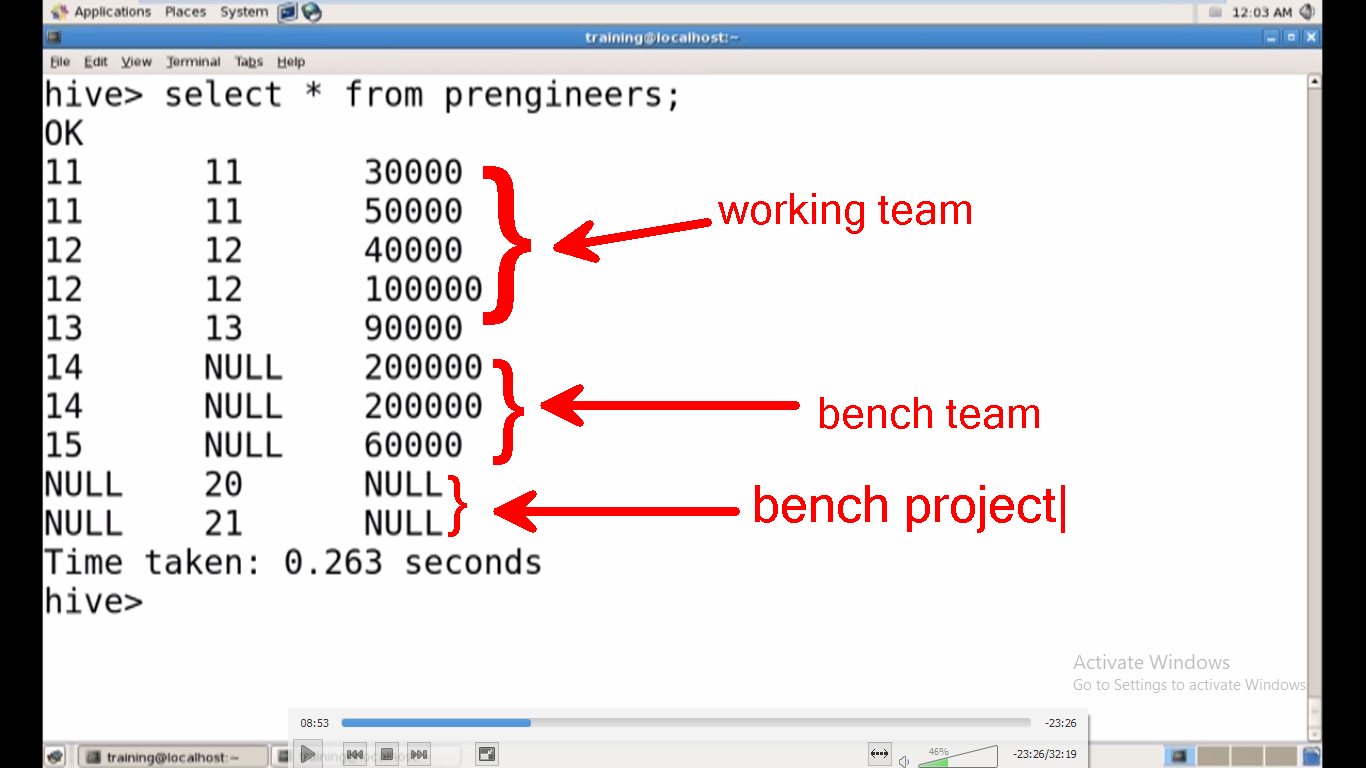 Applications Places System 12:03 AM
training@localhost:~
File Edit View Terminal Tabs Help
hive> select * from prengineers;
OK
11 11 30000
11 11 50000
working team
12 12 40000
12 12 100000
13 13 90000
14 NULL 200000
14 NULL 200000
bench team
15 NULL 60000
NULL 20 NULL
bench project
NULL 21 NULL
Time taken: 0.263 seconds
hive>
Activate Windows
Go to Settings to activate Windows.
08:53 -23:26
46%
-23:26/32:19
training@localhost:~